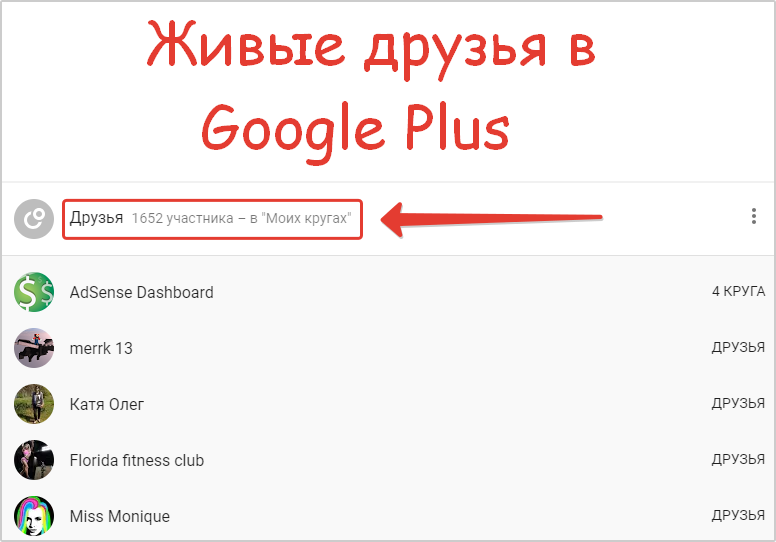 Живые друзья в
Google Plus
Друзья 1652 участника – в "Моих кругах"
AdSense Dashboard 4 КРУГА
merrk 13 ДРУЗЬЯ
Катя Олег ДРУЗЬЯ
Florida fitness club ДРУЗЬЯ
Miss Monique ДРУЗЬЯ